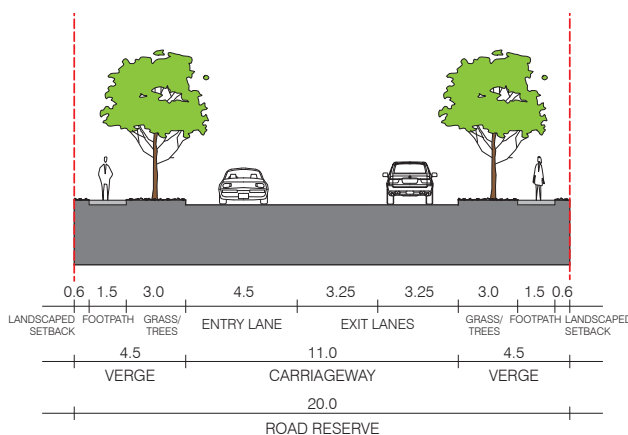 0.6 1.5 3.0 4.5 3.25 3.25 3.0 1.5 0.6
LANDSCAPED SETBACK
FOOTPATH
GRASS/ TREES
ENTRY LANE
EXIT LANES
GRASS/ TREES
FOOTPATH
LANDSCAPED SETBACK
4.5 11.0 4.5
VERGE CARRIAGEWAY VERGE
20.0
ROAD RESERVE